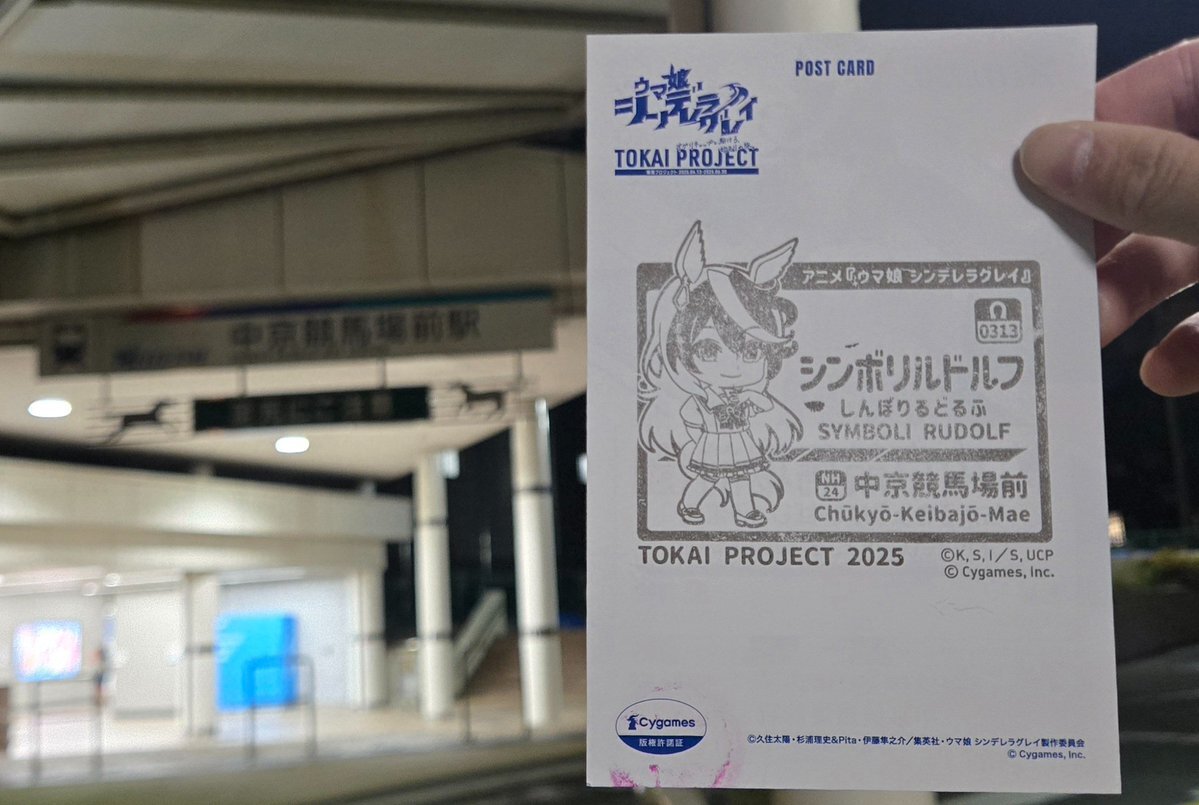 中京競馬場前駅
POST CARD
ウマ娘
シンデレラグレイ
TOKAI PROJECT
アニメ『ウマ娘 シンデレラグレイ』
0313
シンボリルドルフ
しんぼりるどるふ
SYMBOLI RUDOLF
NH
24
中京競馬場前
Chūkyō-Keibajō-Mae
TOKAI PROJECT 2025
©K, S, I／S, UCP
© Cygames, Inc.
Cygames
版権許諾証
©久住太陽・杉浦理史&Pita・伊藤隼之介／集英社・ウマ娘 シンデレラグレイ製作委員会
© Cygames, Inc.